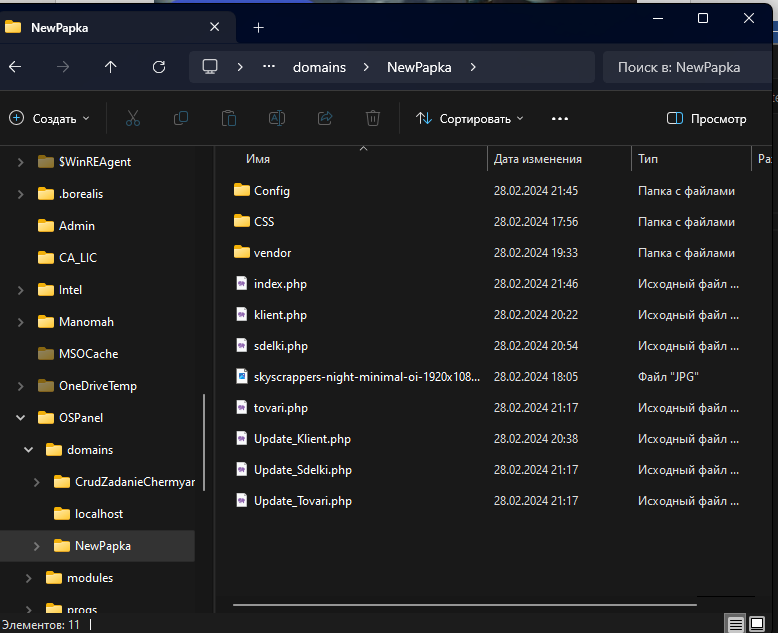 NewPapka
domains
NewPapka
Поиск в: NewPapka
Создать
Сортировать
Просмотр
$WinREAgent
.borealis
Admin
CA_LIC
Intel
Manomah
MSOCache
OneDriveTemp
OSPanel
domains
CrudZadanieChermyar
localhost
NewPapka
modules
progs
Имя Дата изменения Тип Ра
Config 28.02.2024 21:45 Папка с файлами
CSS 28.02.2024 17:56 Папка с файлами
vendor 28.02.2024 19:33 Папка с файлами
index.php 28.02.2024 21:46 Исходный файл ...
klient.php 28.02.2024 20:22 Исходный файл ...
sdelki.php 28.02.2024 20:54 Исходный файл ...
skyscrappers-night-minimal-oi-1920x108... 28.02.2024 18:05 Файл "JPG"
tovari.php 28.02.2024 21:17 Исходный файл ...
Update_Klient.php 28.02.2024 20:38 Исходный файл ...
Update_Sdelki.php 28.02.2024 21:17 Исходный файл ...
Update_Tovari.php 28.02.2024 21:17 Исходный файл ...
Элементов: 11